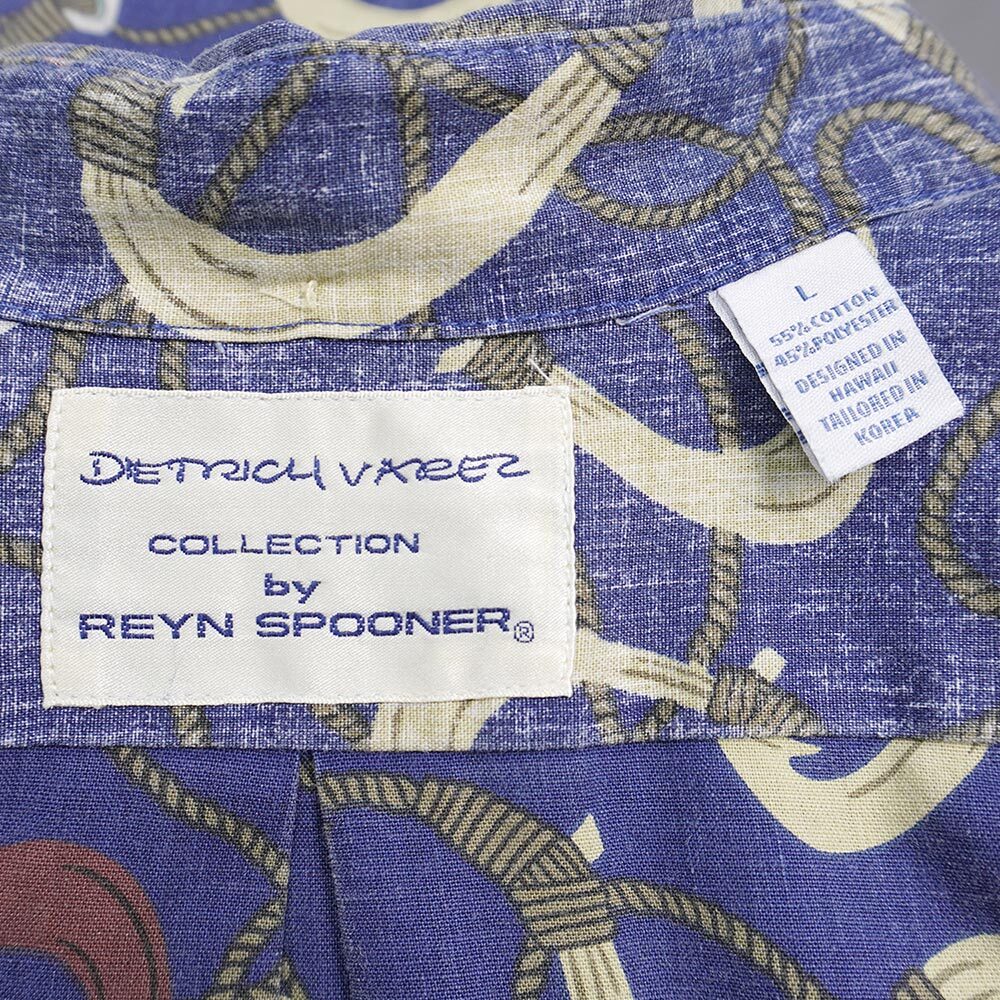 DIETRICH VAREZ
COLLECTION
by
REYN SPOONER®
L
55% COTTON
45% POLYESTER
DESIGNED IN
HAWAII
TAILORED IN
KOREA